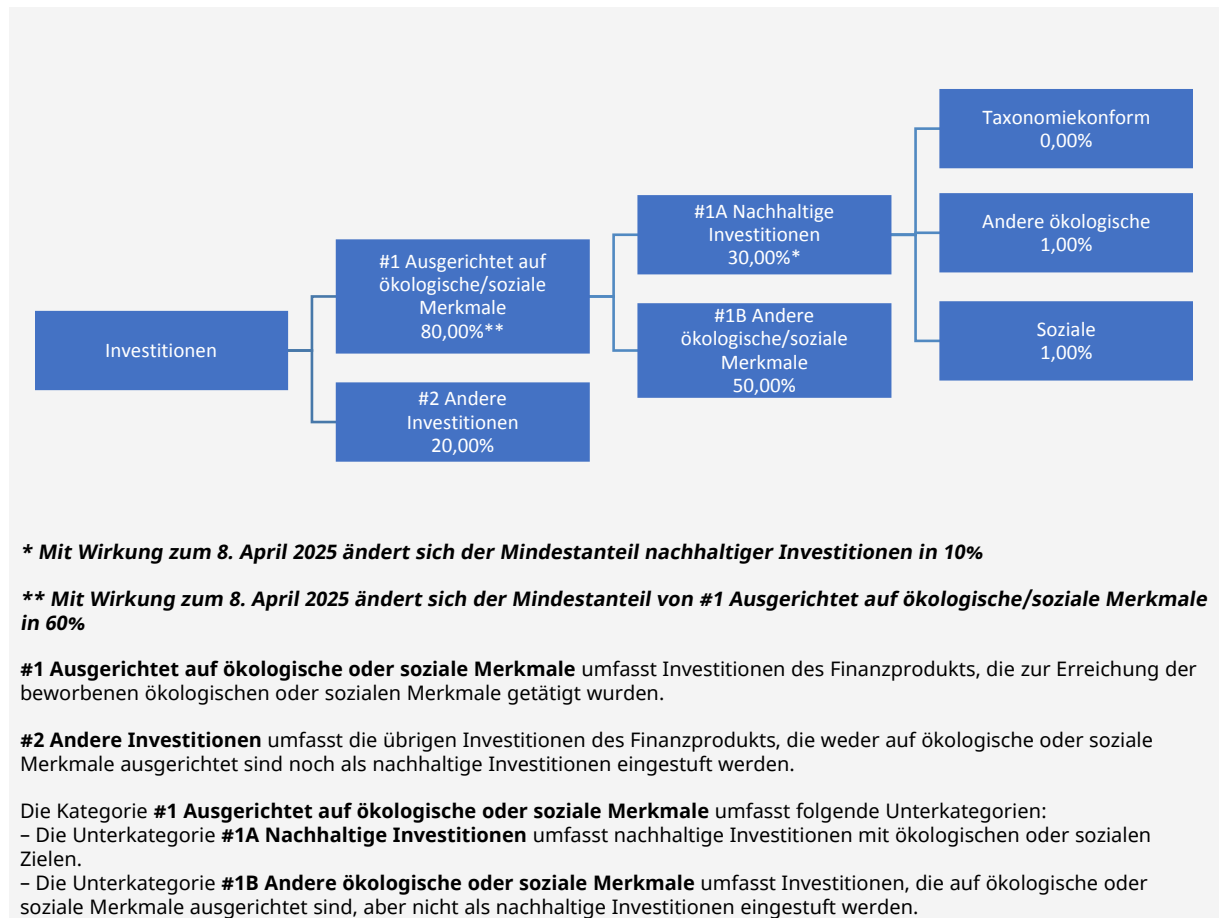 Taxonomiekonform
0,00%
#1A Nachhaltige
Investitionen
30,00%*
Andere ökologische
1,00%
#1 Ausgerichtet auf
ökologische/soziale
Merkmale
80,00%**
#1B Andere
ökologische/soziale
Merkmale
50,00%
Soziale
1,00%
Investitionen
#2 Andere
Investitionen
20,00%
* Mit Wirkung zum 8. April 2025 ändert sich der Mindestanteil nachhaltiger Investitionen in 10%
** Mit Wirkung zum 8. April 2025 ändert sich der Mindestanteil von #1 Ausgerichtet auf ökologische/soziale Merkmale
in 60%
#1 Ausgerichtet auf ökologische oder soziale Merkmale umfasst Investitionen des Finanzprodukts, die zur Erreichung der
beworbenen ökologischen oder sozialen Merkmale getätigt wurden.
#2 Andere Investitionen umfasst die übrigen Investitionen des Finanzprodukts, die weder auf ökologische oder soziale
Merkmale ausgerichtet sind noch als nachhaltige Investitionen eingestuft werden.
Die Kategorie #1 Ausgerichtet auf ökologische oder soziale Merkmale umfasst folgende Unterkategorien:
– Die Unterkategorie #1A Nachhaltige Investitionen umfasst nachhaltige Investitionen mit ökologischen oder sozialen
Zielen.
– Die Unterkategorie #1B Andere ökologische oder soziale Merkmale umfasst Investitionen, die auf ökologische oder
soziale Merkmale ausgerichtet sind, aber nicht als nachhaltige Investitionen eingestuft werden.